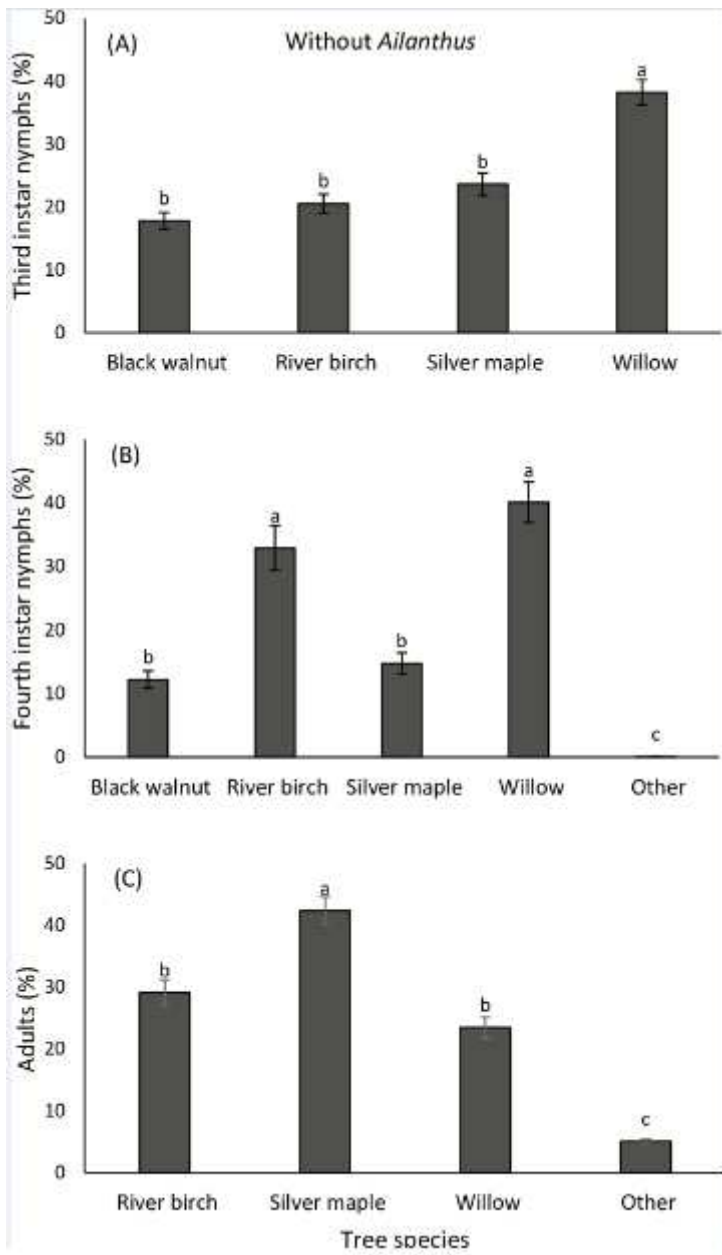 (A)
Without Ailanthus
Third instar nymphs (%)
50
40
30
20
10
0
b
b
b
a
Black walnut
River birch
Silver maple
Willow
(B)
Fourth instar nymphs (%)
50
40
30
20
10
0
b
a
b
a
c
Black walnut
River birch
Silver maple
Willow
Other
(C)
Adults (%)
50
40
30
20
10
0
b
a
b
c
River birch
Silver maple
Willow
Other
Tree species